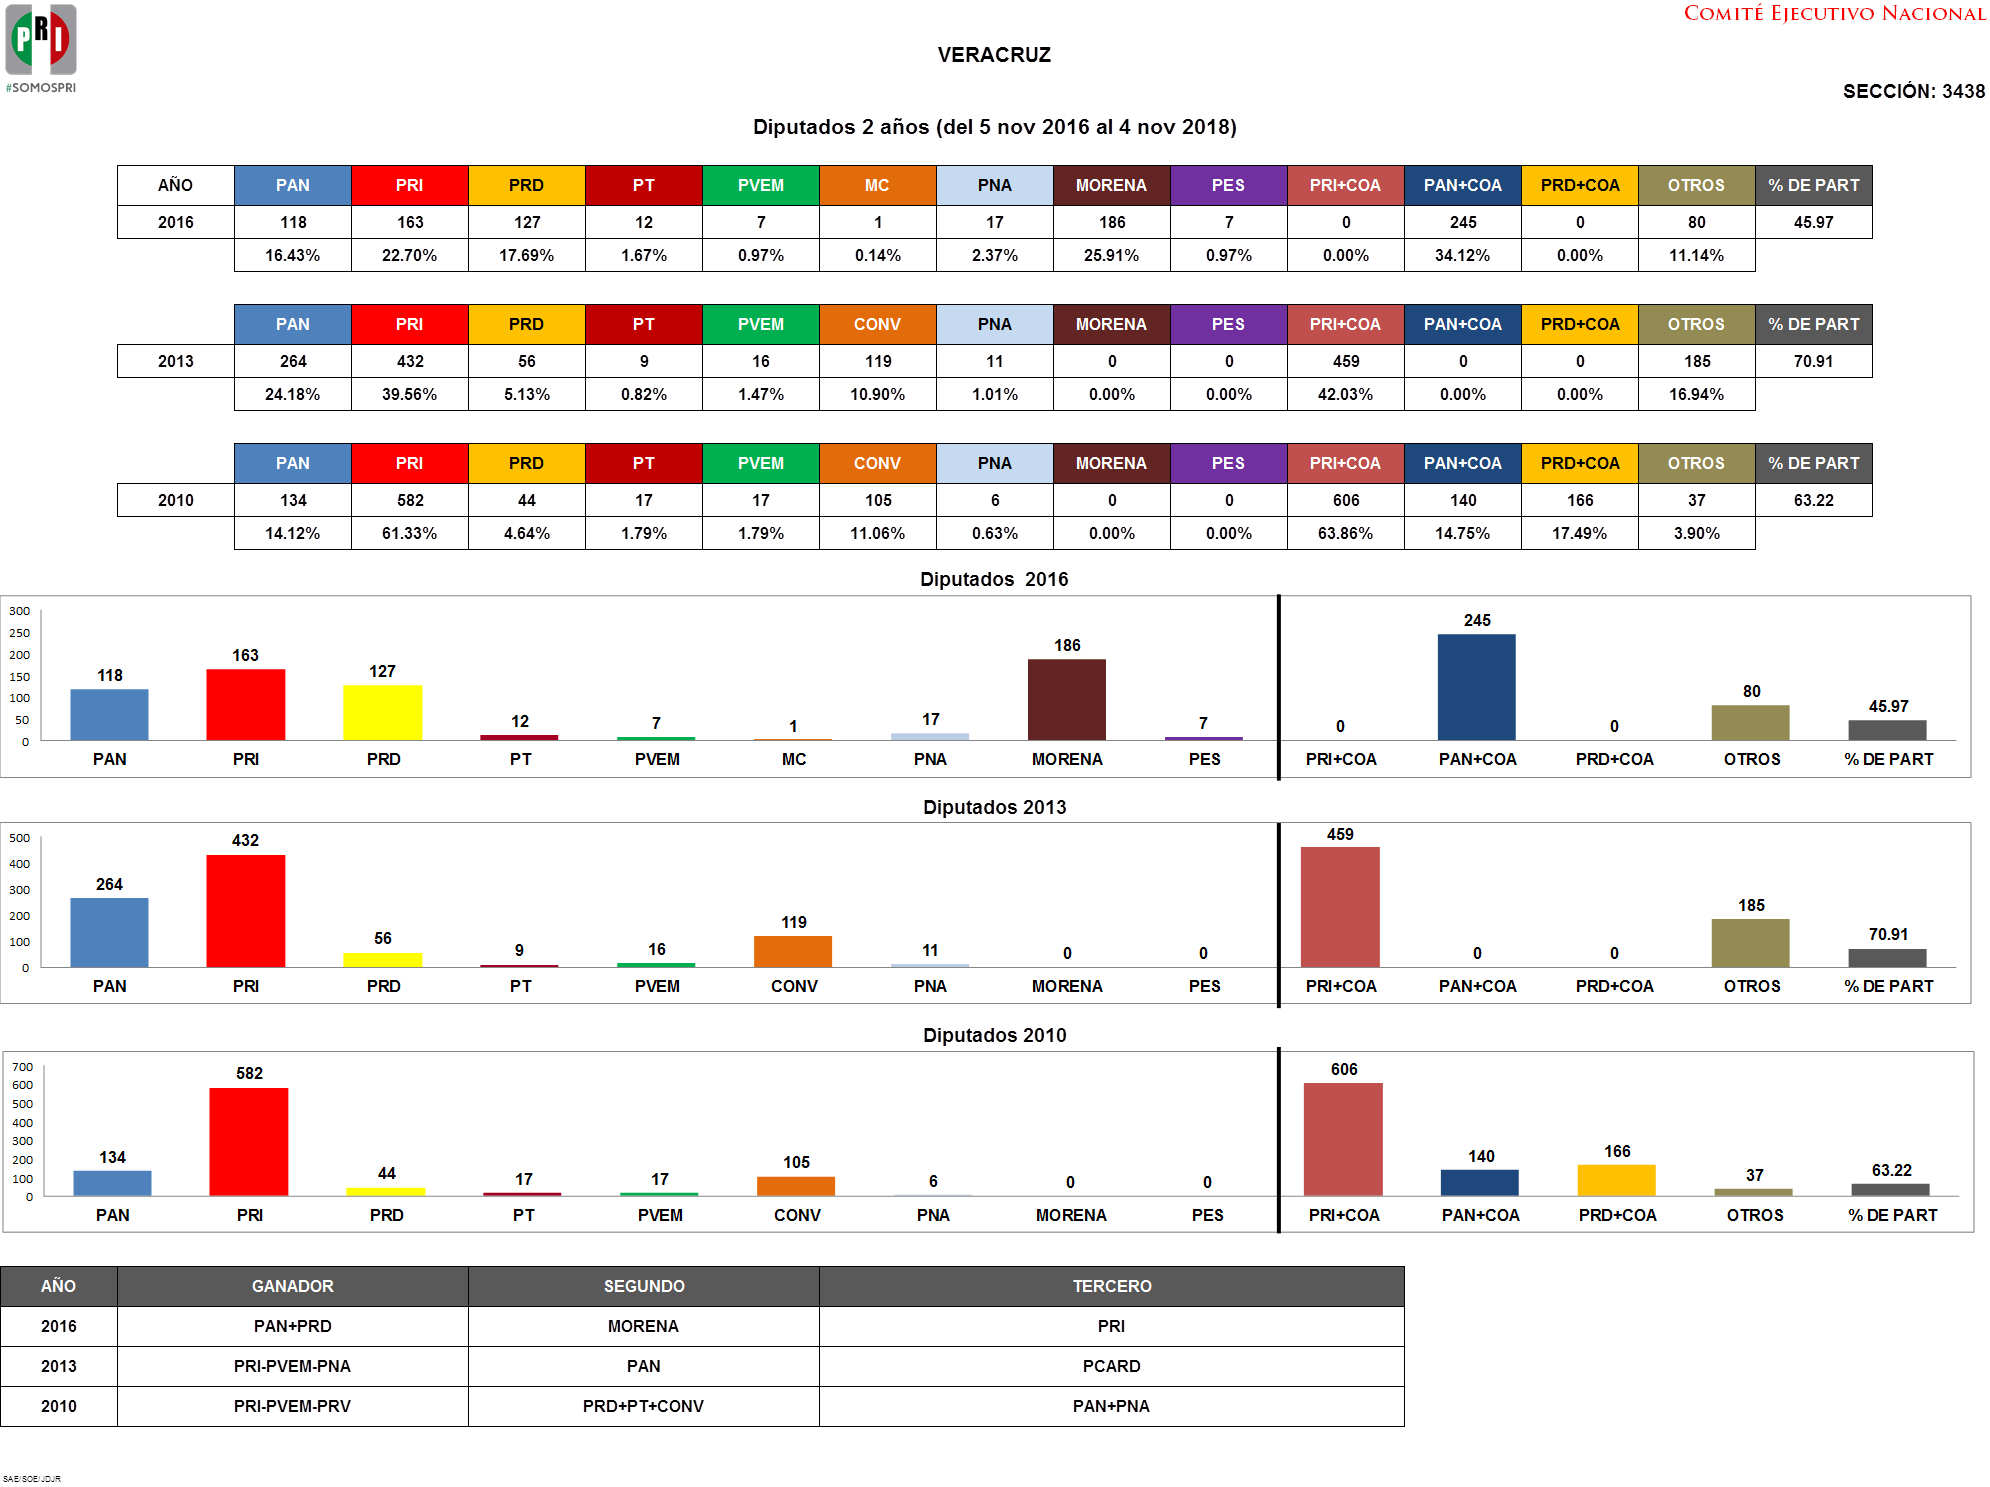 PRI
#SOMOSPRI
COMITÉ EJECUTIVO NACIONAL
VERACRUZ
SECCIÓN: 3438
Diputados 2 años (del 5 nov 2016 al 4 nov 2018)
AÑO PAN PRI PRD PT PVEM MC PNA MORENA PES PRI+COA PAN+COA PRD+COA OTROS % DE PART
2016 118 163 127 12 7 1 17 186 7 0 245 0 80 45.97
16.43% 22.70% 17.69% 1.67% 0.97% 0.14% 2.37% 25.91% 0.97% 0.00% 34.12% 0.00% 11.14%
PAN PRI PRD PT PVEM CONV PNA MORENA PES PRI+COA PAN+COA PRD+COA OTROS % DE PART
2013 264 432 56 9 16 119 11 0 0 459 0 0 185 70.91
24.18% 39.56% 5.13% 0.82% 1.47% 10.90% 1.01% 0.00% 0.00% 42.03% 0.00% 0.00% 16.94%
PAN PRI PRD PT PVEM CONV PNA MORENA PES PRI+COA PAN+COA PRD+COA OTROS % DE PART
2010 134 582 44 17 17 105 6 0 0 606 140 166 37 63.22
14.12% 61.33% 4.64% 1.79% 1.79% 11.06% 0.63% 0.00% 0.00% 63.86% 14.75% 17.49% 3.90%
Diputados 2016
300
250
200
150
100
50
0
118 163 127 12 7 1 17 186 7 0 245 0 80 45.97
PAN PRI PRD PT PVEM MC PNA MORENA PES PRI+COA PAN+COA PRD+COA OTROS % DE PART
Diputados 2013
500
400
300
200
100
0
264 432 56 9 16 119 11 0 0 459 0 0 185 70.91
PAN PRI PRD PT PVEM CONV PNA MORENA PES PRI+COA PAN+COA PRD+COA OTROS % DE PART
Diputados 2010
700
600
500
400
300
200
100
0
134 582 44 17 17 105 6 0 0 606 140 166 37 63.22
PAN PRI PRD PT PVEM CONV PNA MORENA PES PRI+COA PAN+COA PRD+COA OTROS % DE PART
AÑO GANADOR SEGUNDO TERCERO
2016 PAN+PRD MORENA PRI
2013 PRI-PVEM-PNA PAN PCARD
2010 PRI-PVEM-PRV PRD+PT+CONV PAN+PNA
SAE/SOE/JDJR